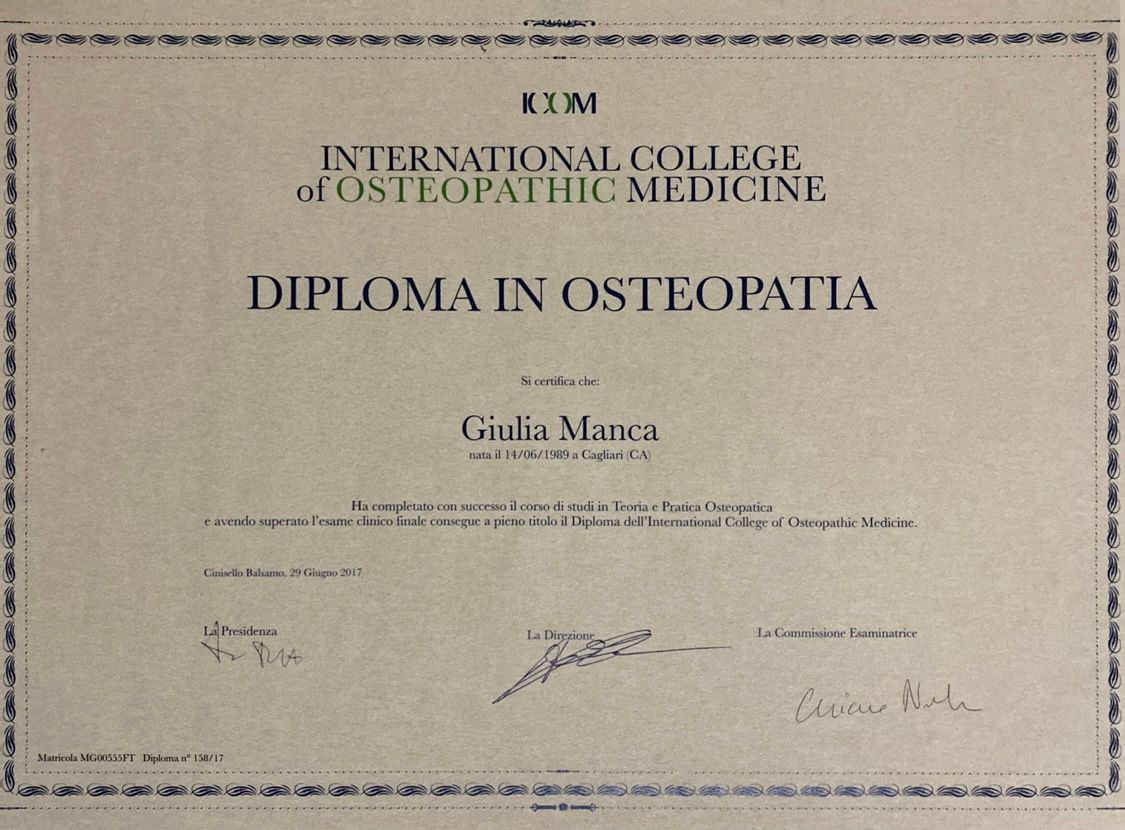 ICOM
INTERNATIONAL COLLEGE
of OSTEOPATHIC MEDICINE
DIPLOMA IN OSTEOPATIA
Si certifica che:
Giulia Manca
nata il 14/06/1989 a Cagliari (CA)
Ha completato con successo il corso di studi in Teoria e Pratica Osteopatica
e avendo superato l'esame clinico finale consegue a pieno titolo il Diploma dell'International College of Osteopathic Medicine.
Cinisello Balsamo, 29 Giugno 2017
La Presidenza
La Direzione
La Commissione Esaminatrice
Matricola MG00555FT Diploma n° 158/17